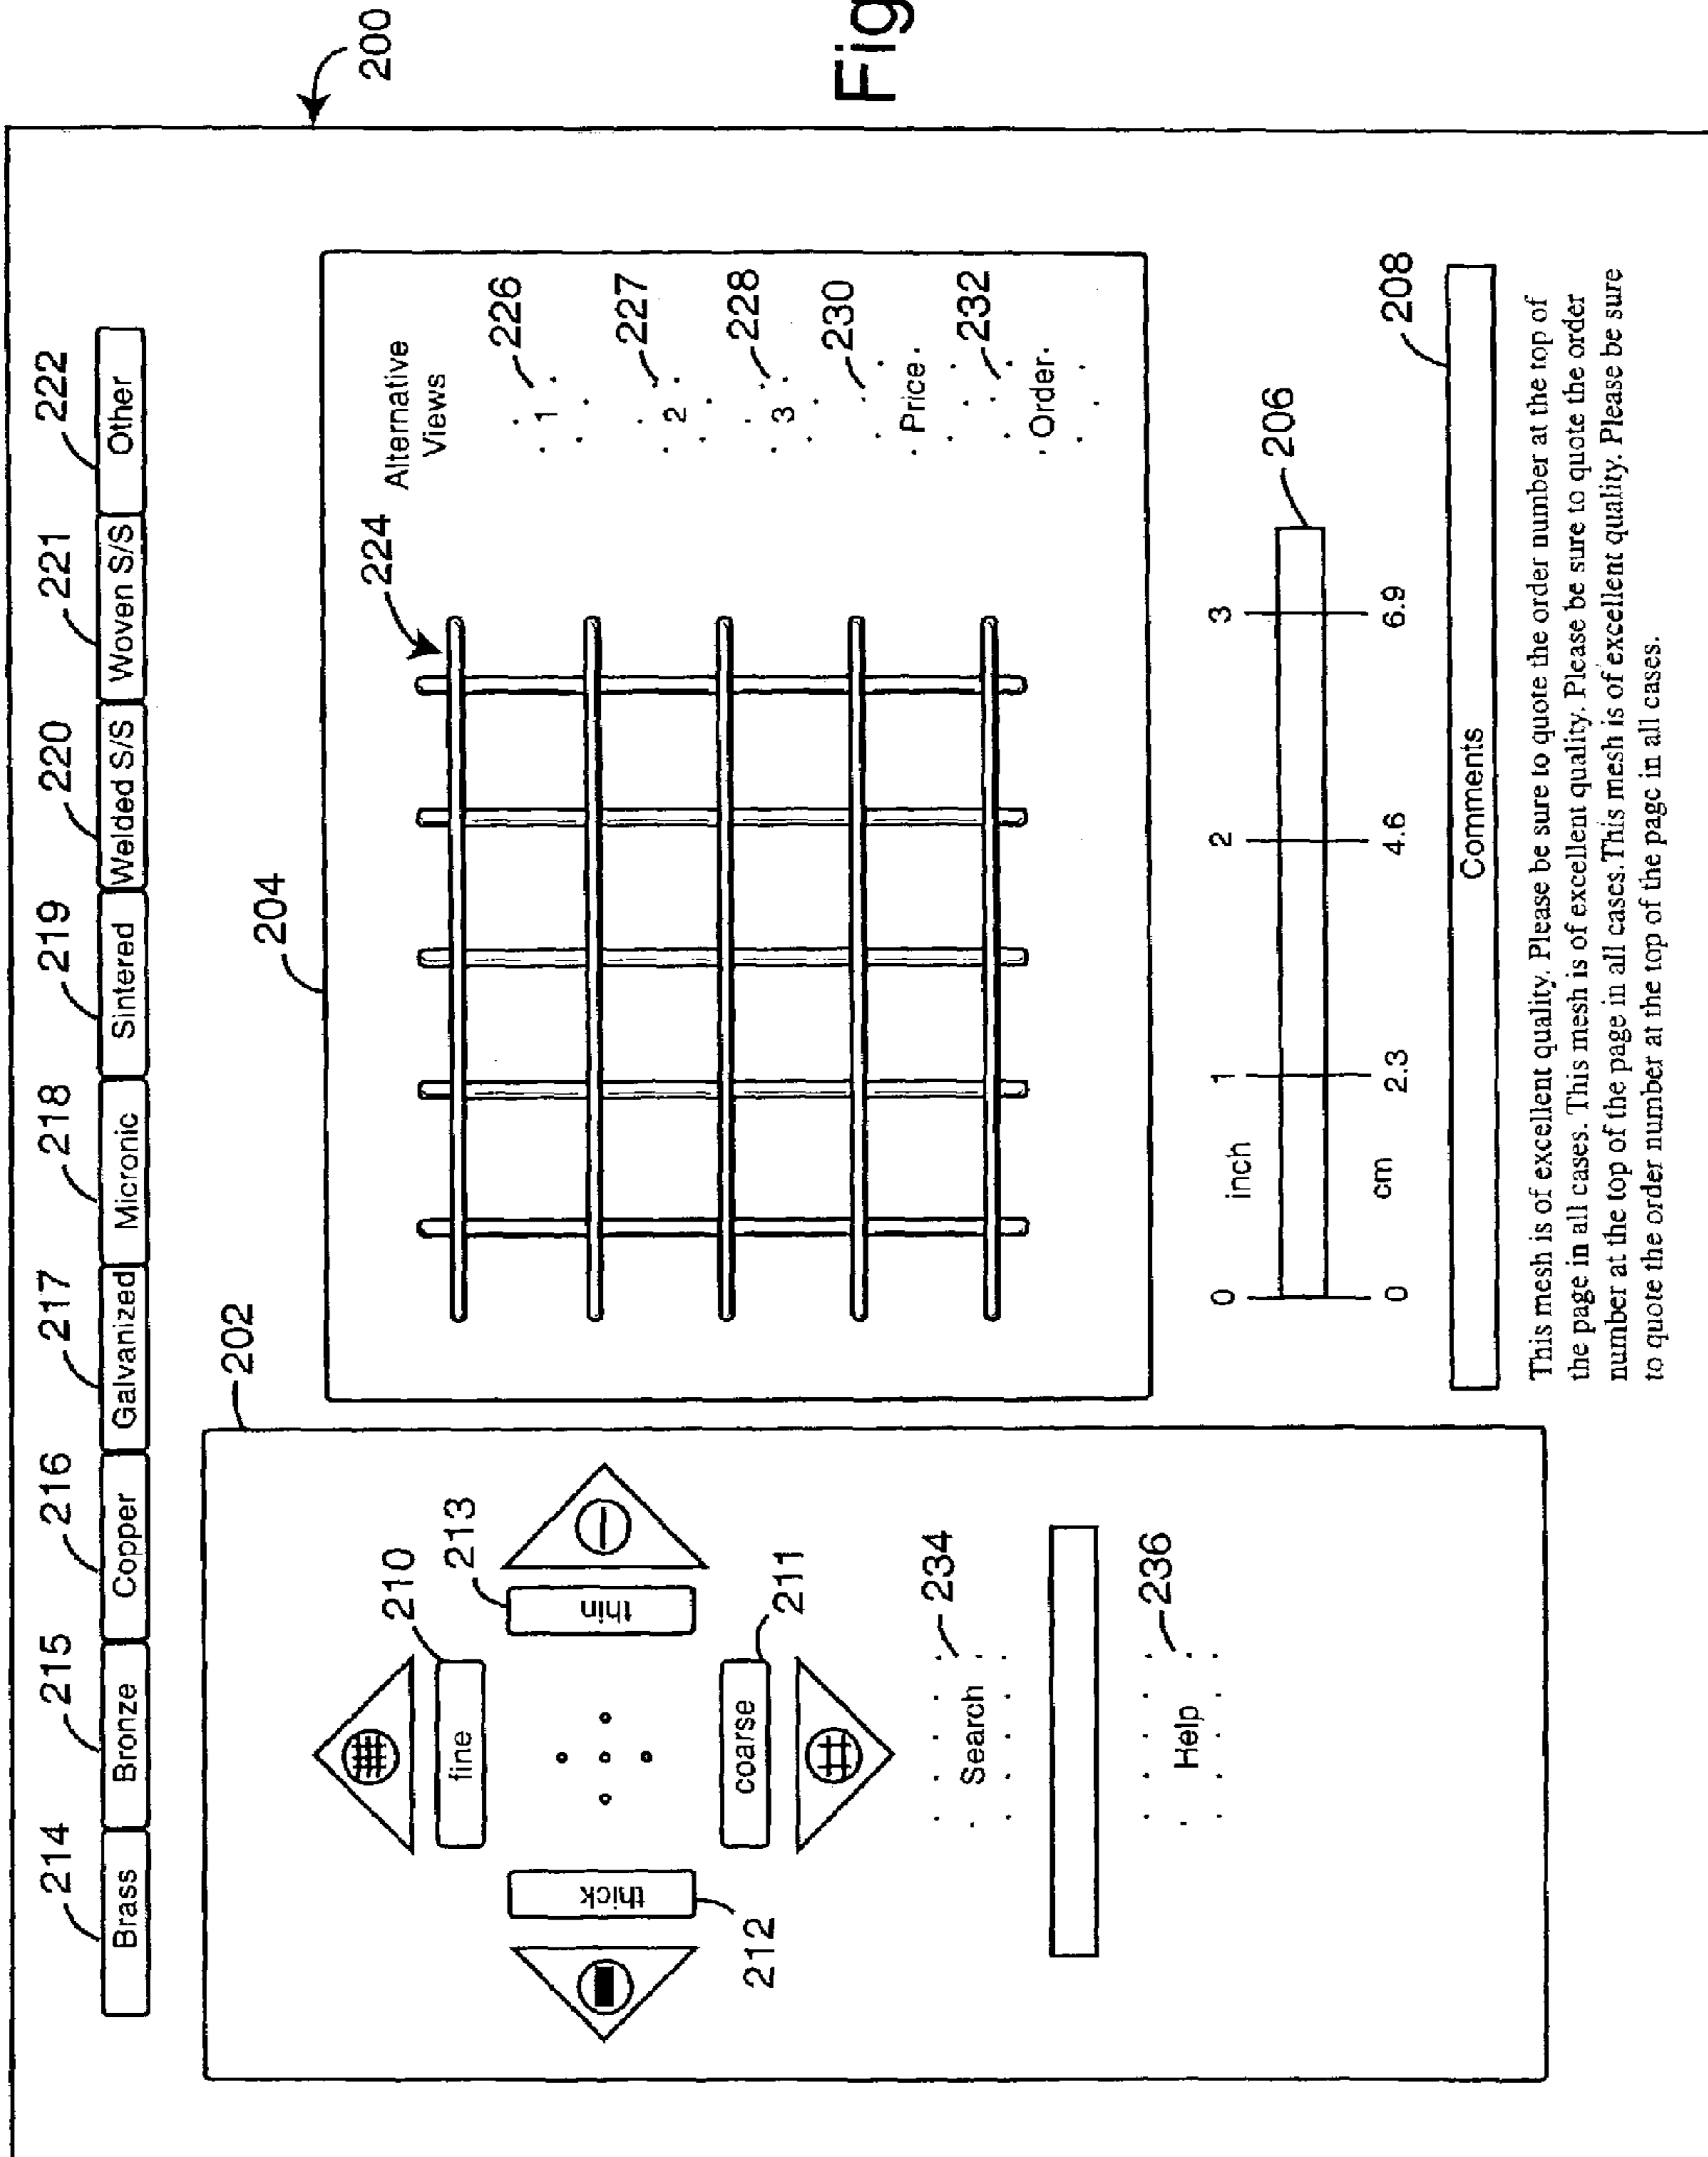 Fig
200
214 215 216 217 218 219 220 221 222
Brass Bronze Copper Galvanized Micronic Sintered Welded S/S Woven S/S Other
202
204
210
213
fine
thick
thin
212
coarse
211
Search
234
Help
236
224
Alternative
Views
1
226
2
227
3
228
Price
230
Order
232
0 inch 1 2 3
206
0 cm 2.3 4.6 6.9
208
Comments
This mesh is of excellent quality. Please be sure to quote the order number at the top of
the page in all cases. This mesh is of excellent quality. Please be sure to quote the order
number at the top of the page in all cases. This mesh is of excellent quality. Please be sure
to quote the order number at the top of the page in all cases.